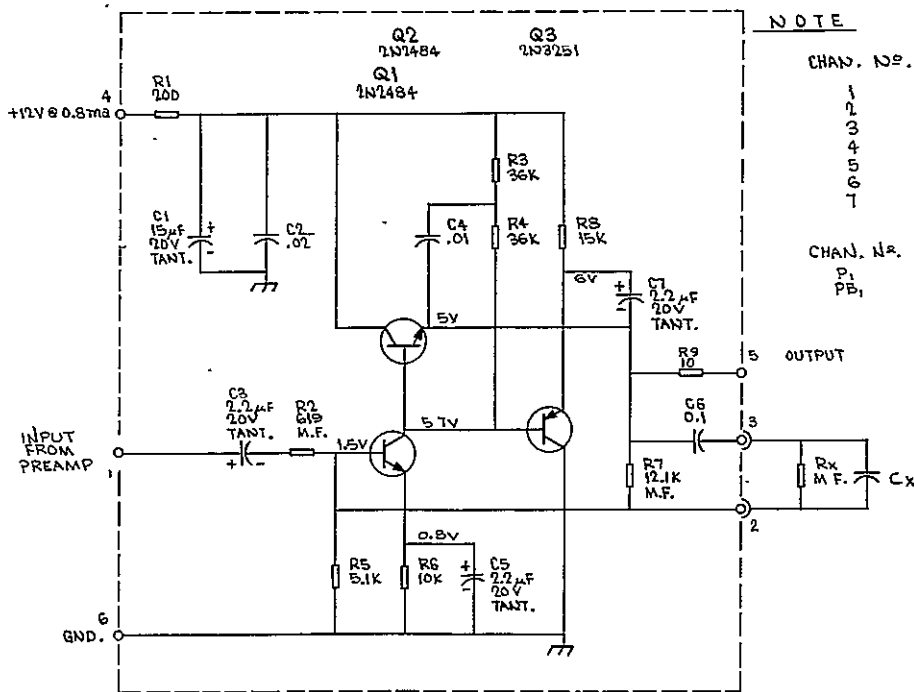 NOTE
Q2
2N2484
Q3
2N3251
Q1
2N2484
CHAN. Nº.
1
2
3
4
5
6
7
R1
200
4
+12V @ 0.8ma
R3
36K
C1
15µF
20V
TANT.
+
-
C2
.02
C4
.01
R4
36K
R8
15K
CHAN. Nº.
P1
PB1
6V
+
-
C7
2.2µF
20V
TANT.
5V
R9
10
5
OUTPUT
C3
2.2µF
20V
TANT.
+ -
R2
619
M.F.
5.7V
C6
0.1
3
INPUT
FROM
PREAMP
1
1.5V
R7
12.1K
M.F.
Rx
M.F.
Cx
2
0.8V
R5
5.1K
R6
10K
+
-
C5
2.2µF
20V
TANT.
6
GND.